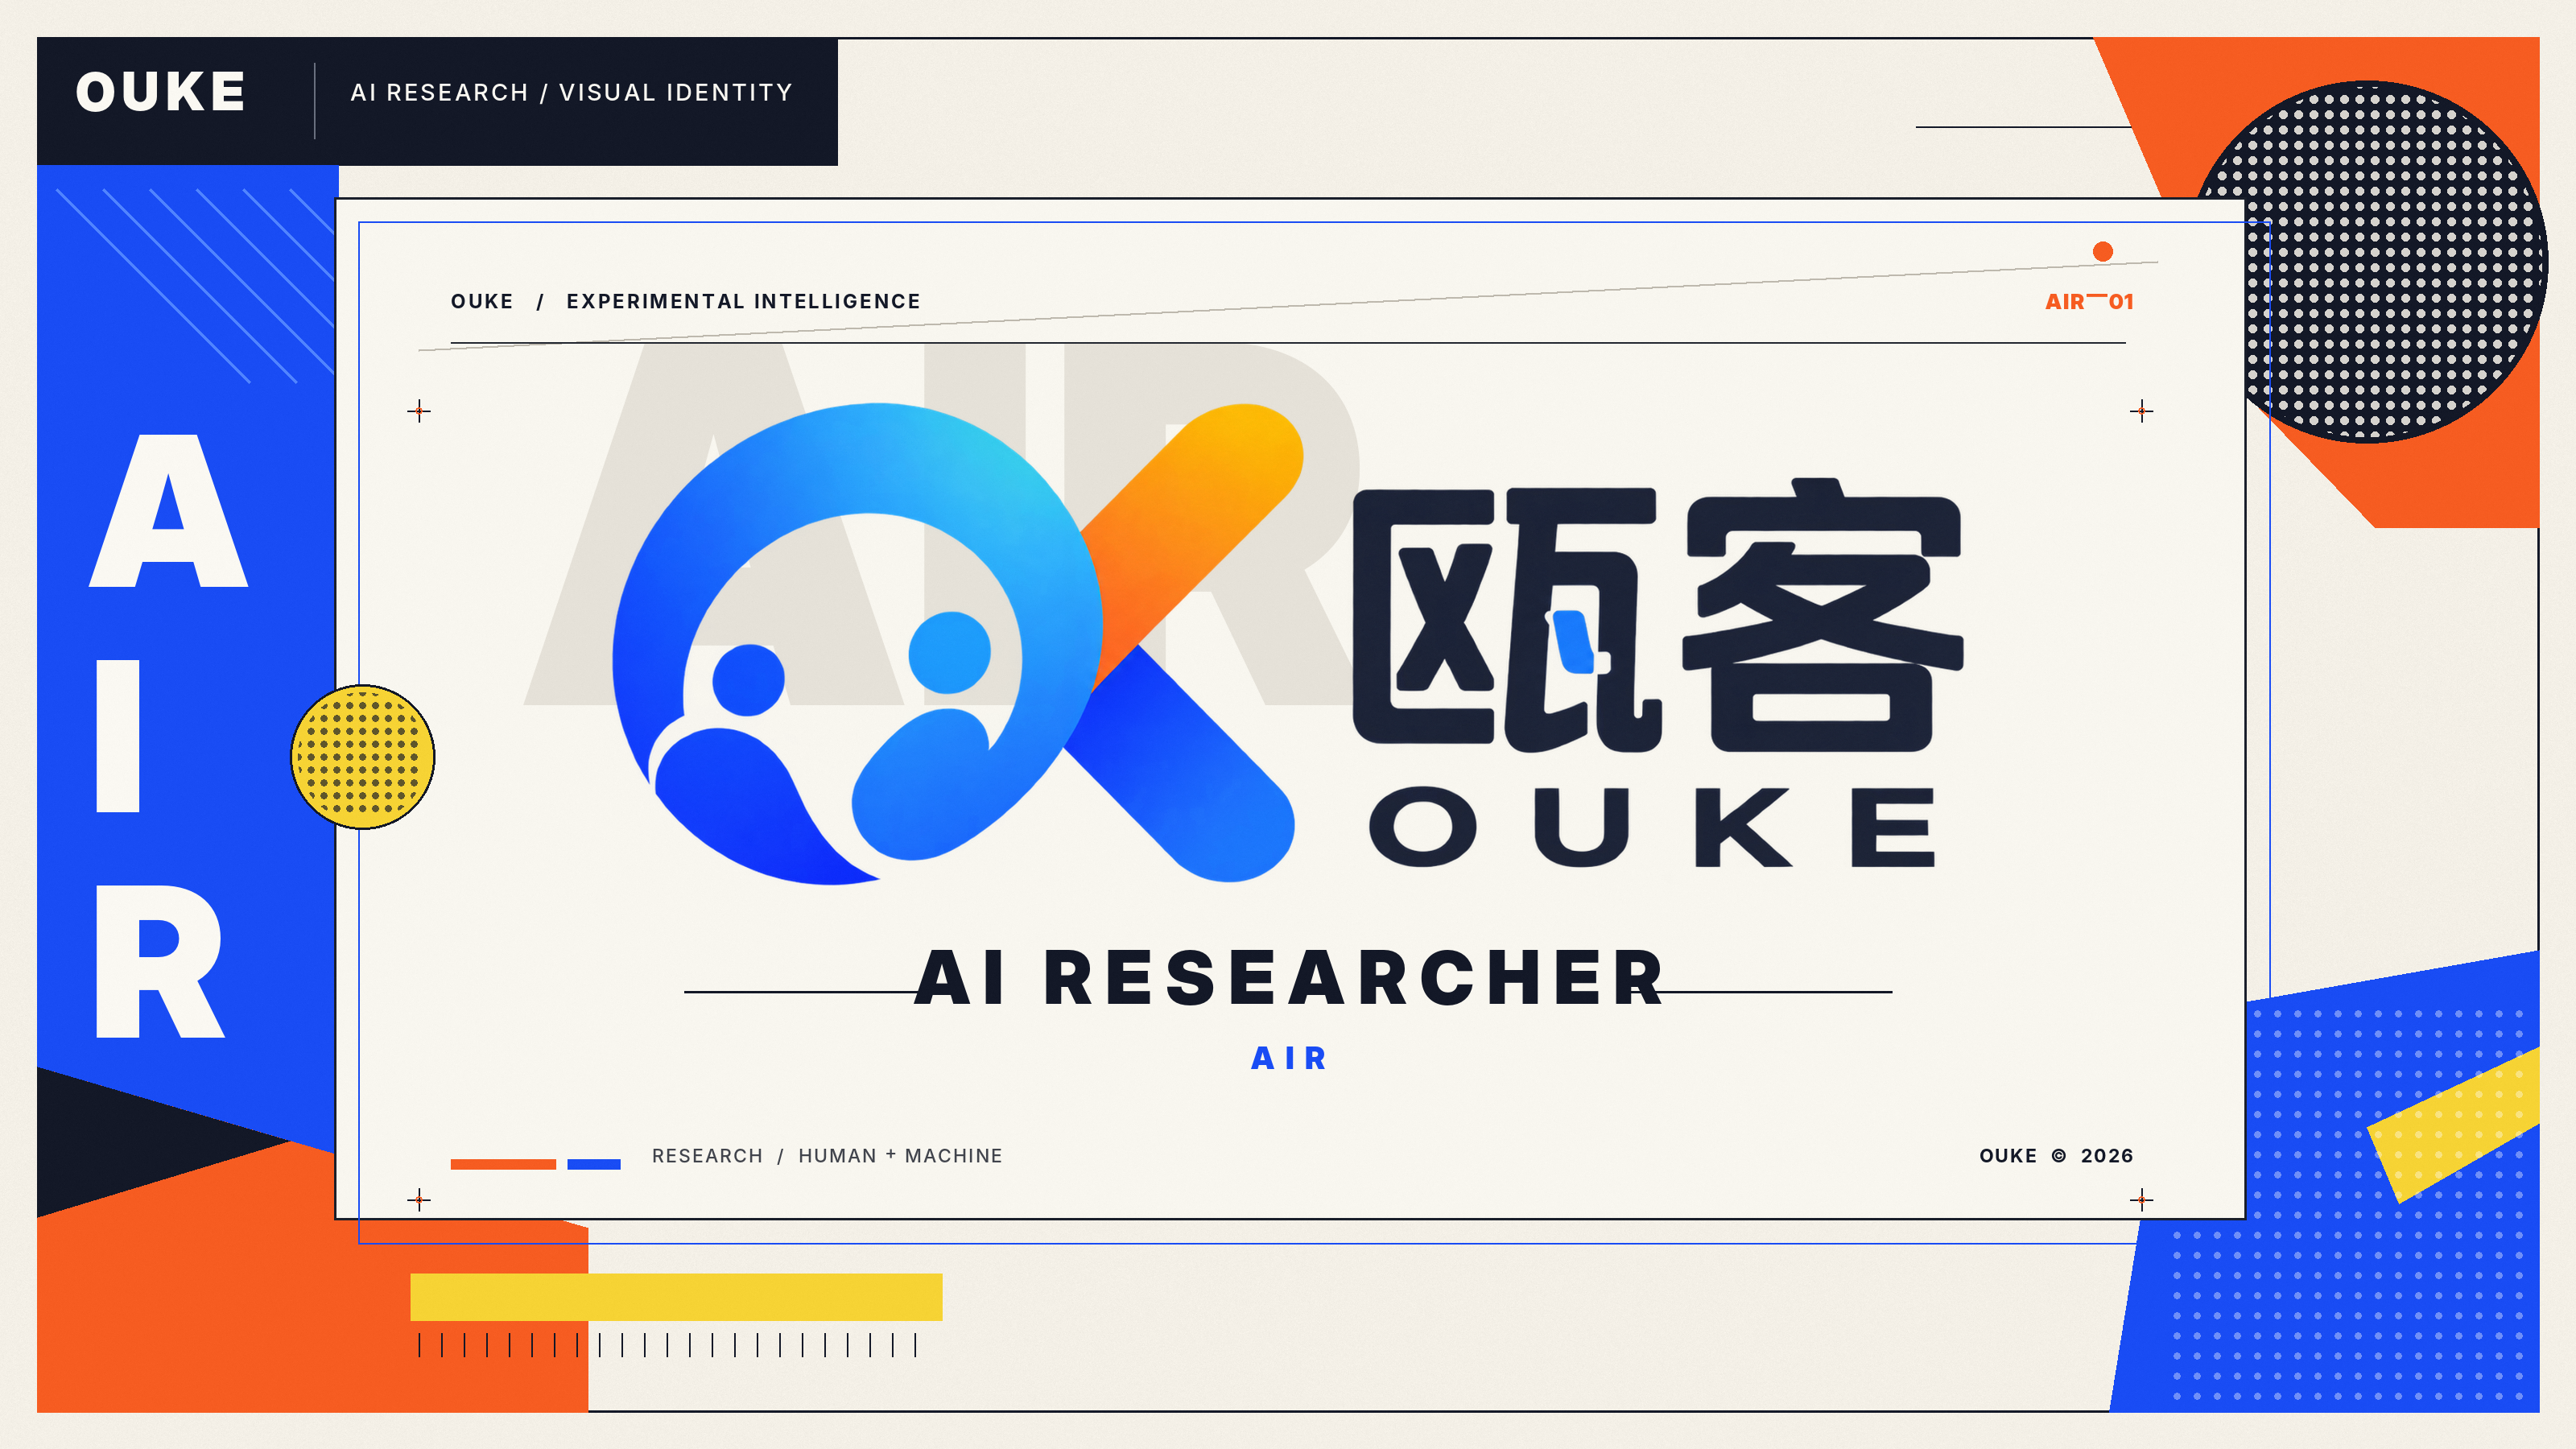 OUKE
AI RESEARCH / VISUAL IDENTITY
OUKE / EXPERIMENTAL INTELLIGENCE
AIR—01
AIR
AIR
瓯客
OUKE
AI RESEARCHER
AIR
RESEARCH / HUMAN + MACHINE
OUKE © 2026